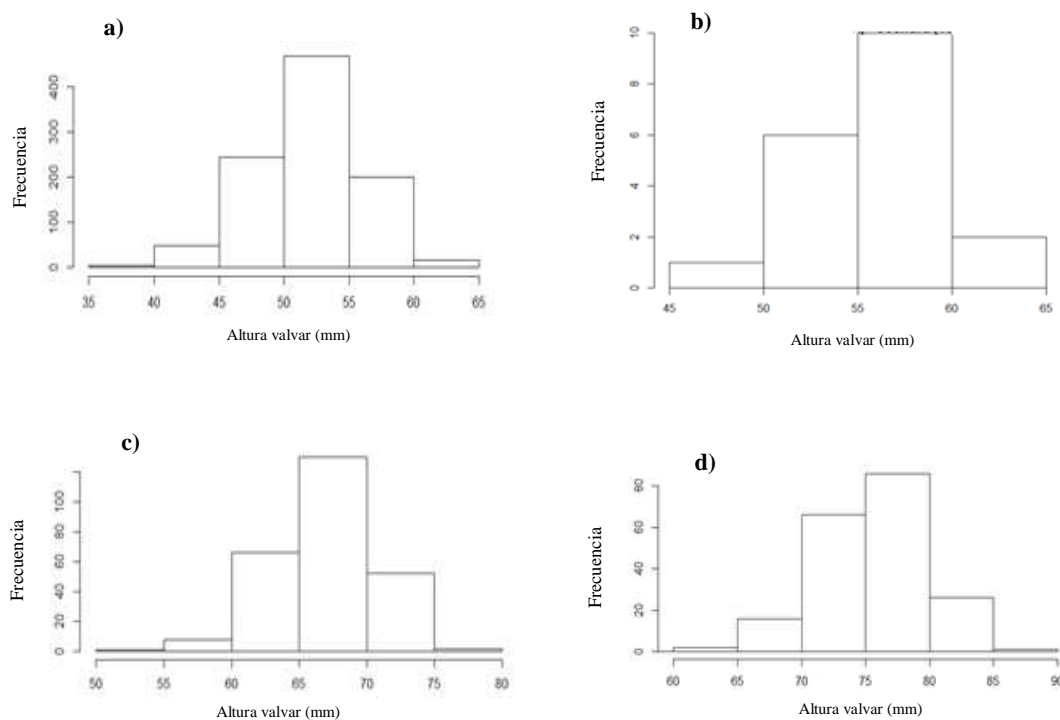 a)
Frecuencia
0 100 200 300 400
35 40 45 50 55 60 65
Altura valvar (mm)
b)
Frecuencia
0 2 4 6 8 10
45 50 55 60 65
Altura valvar (mm)
c)
Frecuencia
0 20 40 60 80 100
50 55 60 65 70 75 80
Altura valvar (mm)
d)
Frecuencia
0 20 40 60 80
60 65 70 75 80 85 90
Altura valvar (mm)